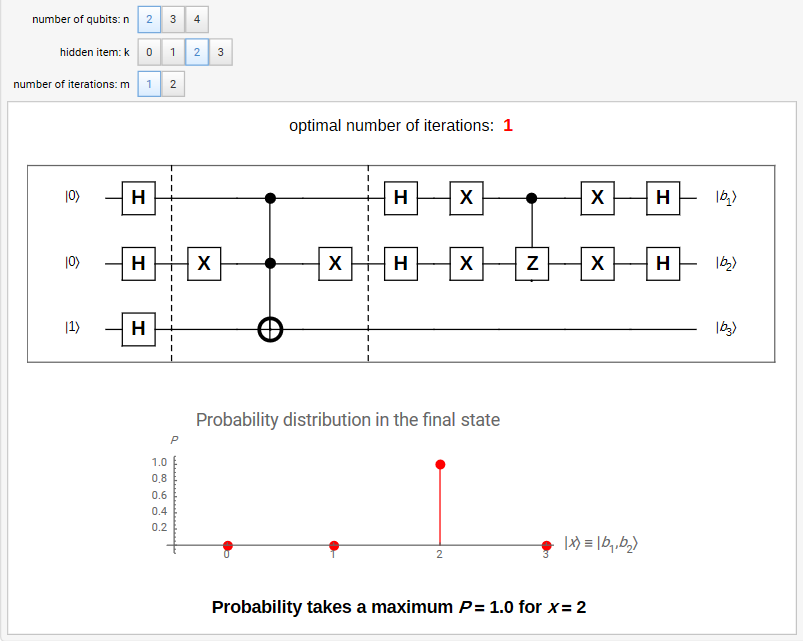 number of qubits: n 2 3 4
hidden item: k 0 1 2 3
number of iterations: m 1 2
optimal number of iterations: 1
|0⟩ H H X X H |b₁⟩
|0⟩ H X X H X Z X H |b₂⟩
|1⟩ H |b₃⟩
Probability distribution in the final state
P
1.0
0.8
0.6
0.4
0.2
0 1 2 3 |x⟩ ≡ |b₁,b₂⟩
Probability takes a maximum P = 1.0 for x = 2